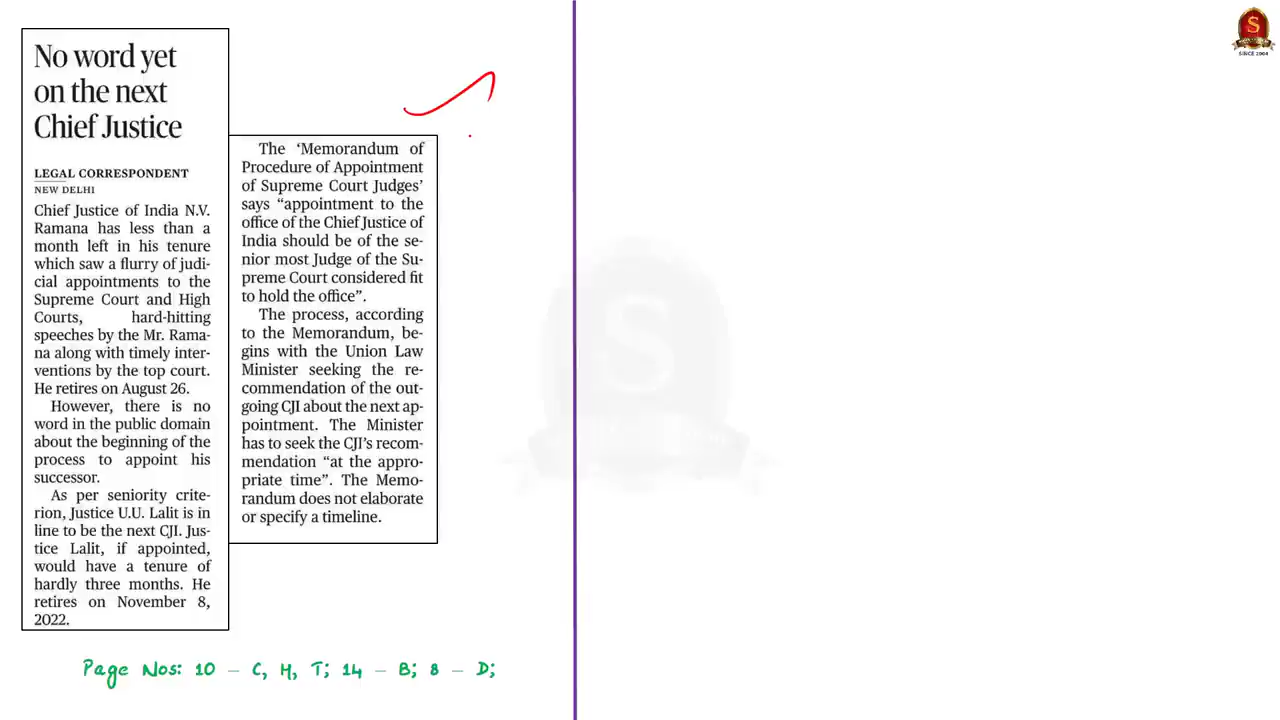 No word yet
on the next
Chief Justice
LEGAL CORRESPONDENT
NEW DELHI
Chief Justice of India N.V.
Ramana has less than a
month left in his tenure
which saw a flurry of judi-
cial appointments to the
Supreme Court and High
Courts, hard-hitting
speeches by the Mr. Rama-
na along with timely inter-
ventions by the top court.
He retires on August 26.
However, there is no
word in the public domain
about the beginning of the
process to appoint his
successor.
As per seniority crite-
rion, Justice U.U. Lalit is in
line to be the next CJI. Jus-
tice Lalit, if appointed,
would have a tenure of
hardly three months. He
retires on November 8,
2022.
The ‘Memorandum of
Procedure of Appointment
of Supreme Court Judges’
says “appointment to the
office of the Chief Justice of
India should be of the se-
nior most Judge of the Su-
preme Court considered fit
to hold the office”.
The process, according
to the Memorandum, be-
gins with the Union Law
Minister seeking the re-
commendation of the out-
going CJI about the next ap-
pointment. The Minister
has to seek the CJI’s recom-
mendation “at the appro-
priate time”. The Memo-
randum does not elaborate
or specify a timeline.
Page Nos: 10 – C, H, T; 14 – B; 8 – D;
S
SINCE 2004
S